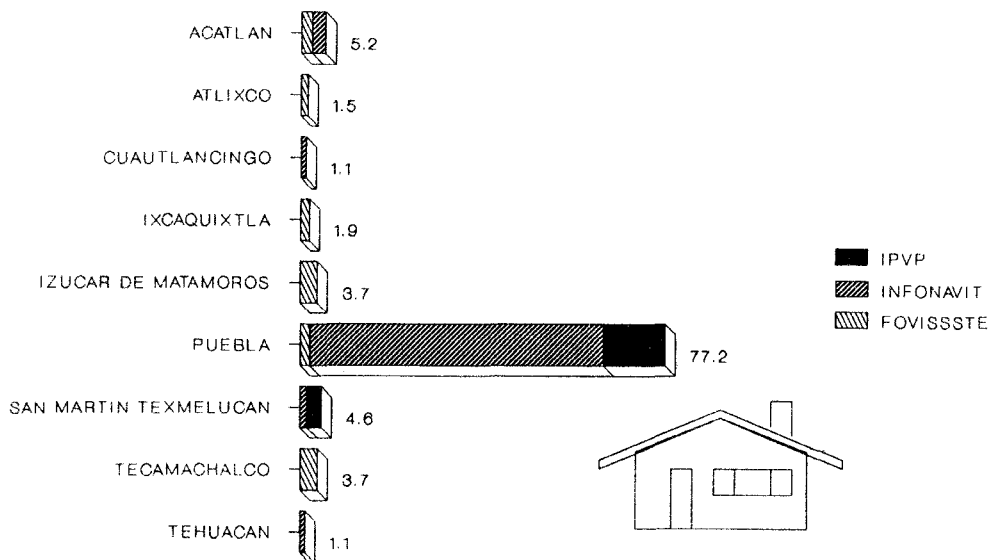 ACATLAN 5.2
ATLIXCO 1.5
CUAUTLANCINGO 1.1
IXCAQUIXTLA 1.9
IZUCAR DE MATAMOROS 3.7
PUEBLA 77.2
SAN MARTIN TEXMELUCAN 4.6
TECAMACHALCO 3.7
TEHUACAN 1.1
IPVP
INFONAVIT
FOVISSSTE